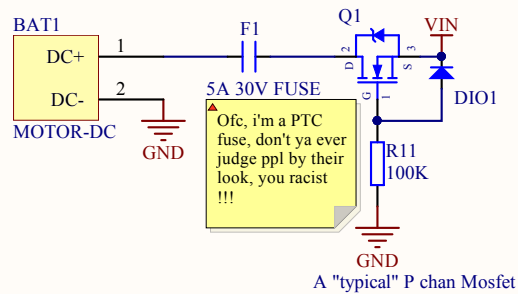 BAT1
DC+
DC-
MOTOR-DC
1
2
GND
F1
5A 30V FUSE
Ofc, i'm a PTC
fuse, don't ya ever
judge ppl by their
look, you racist
!!!
Q1
2
D
3
S
G
1
VIN
DIO1
R11
100K
GND
A "typical" P chan Mosfet